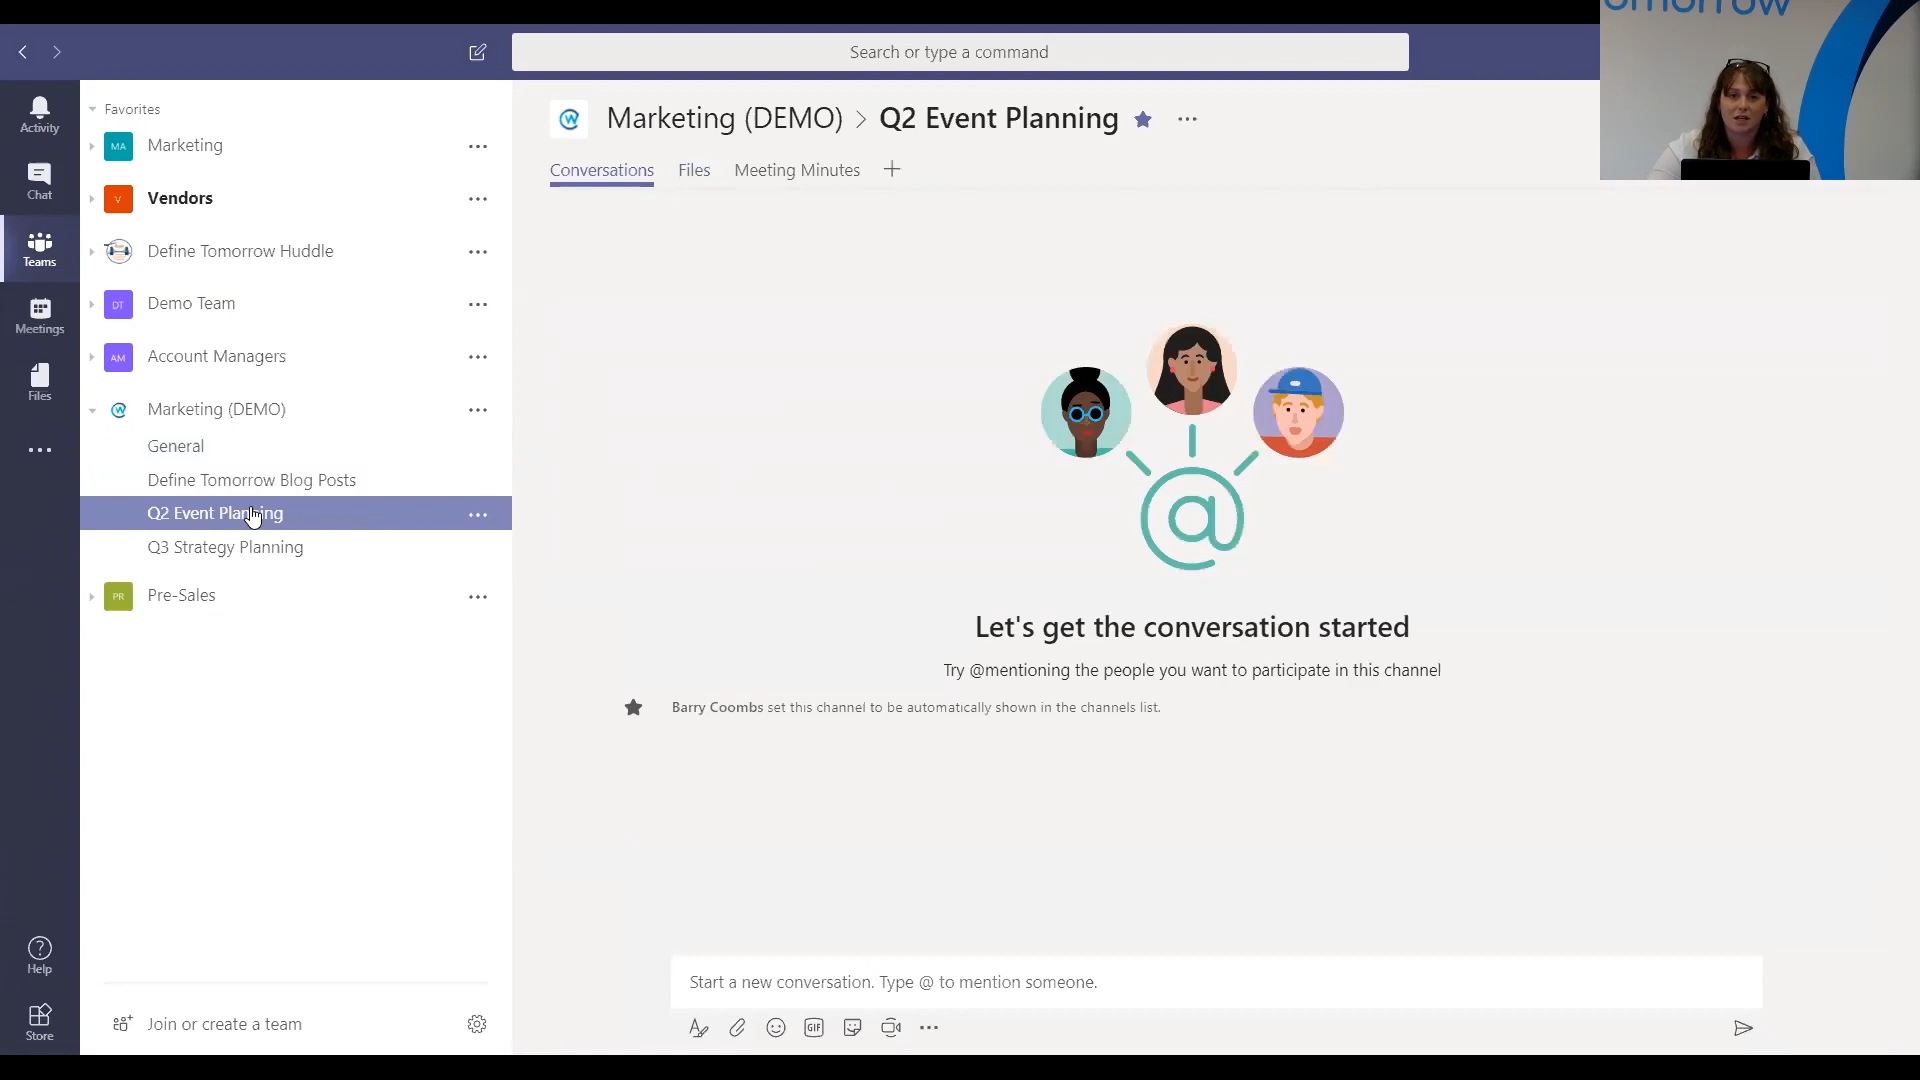 Search or type a command
omorrow
Activity
Chat
Teams
Meetings
Files
Help
Store
Favorites
MA Marketing
V Vendors
Define Tomorrow Huddle
DT Demo Team
AM Account Managers
Marketing (DEMO)
General
Define Tomorrow Blog Posts
Q2 Event Planning
Q3 Strategy Planning
PR Pre-Sales
Join or create a team
Marketing (DEMO) > Q2 Event Planning
Conversations Files Meeting Minutes
@
Let's get the conversation started
Try @mentioning the people you want to participate in this channel
Barry Coombs set this channel to be automatically shown in the channels list.
Start a new conversation. Type @ to mention someone.
GIF